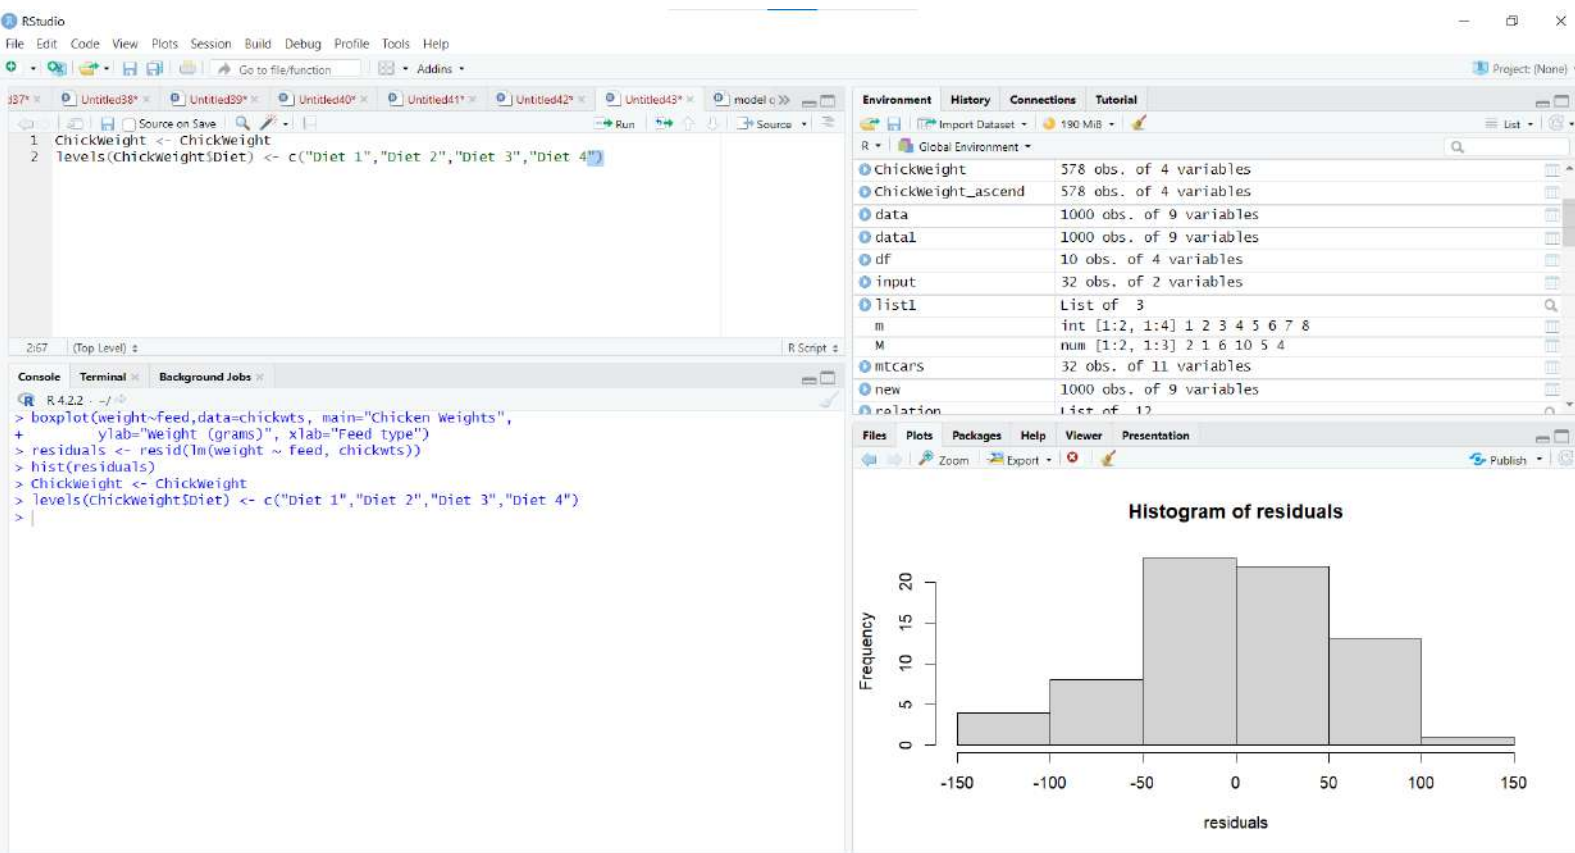 RStudio
File Edit Code View Plots Session Build Debug Profile Tools Help
Go to file/function Addins
Project: (None)
Untitled38* Untitled39* Untitled40* Untitled41* Untitled42* Untitled43* model q
Source on Save Run Source
1 ChickWeight <- ChickWeight
2 levels(ChickWeight$Diet) <- c("Diet 1","Diet 2","Diet 3","Diet 4")
2:67 (Top Level) R Script
Console Terminal Background Jobs
R 4.2.2 · ~/
> boxplot(weight~feed,data=chickwts, main="Chicken Weights",
+ ylab="Weight (grams)", xlab="Feed type")
> residuals <- resid(lm(weight ~ feed, chickwts))
> hist(residuals)
> ChickWeight <- ChickWeight
> levels(ChickWeight$Diet) <- c("Diet 1","Diet 2","Diet 3","Diet 4")
>
Environment History Connections Tutorial
Import Dataset 190 MiB List
R Global Environment
ChickWeight 578 obs. of 4 variables
ChickWeight_ascend 578 obs. of 4 variables
data 1000 obs. of 9 variables
data1 1000 obs. of 9 variables
df 10 obs. of 4 variables
input 32 obs. of 2 variables
list1 List of 3
m int [1:2, 1:4] 1 2 3 4 5 6 7 8
M num [1:2, 1:3] 2 1 6 10 5 4
mtcars 32 obs. of 11 variables
new 1000 obs. of 9 variables
relation List of 12
Files Plots Packages Help Viewer Presentation
Zoom Export Publish
Histogram of residuals
Frequency
20
15
10
5
0
-150 -100 -50 0 50 100 150
residuals